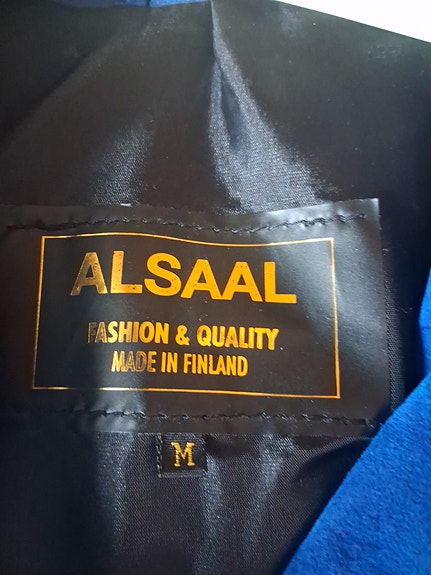 ALSAAL
FASHION & QUALITY
MADE IN FINLAND
M